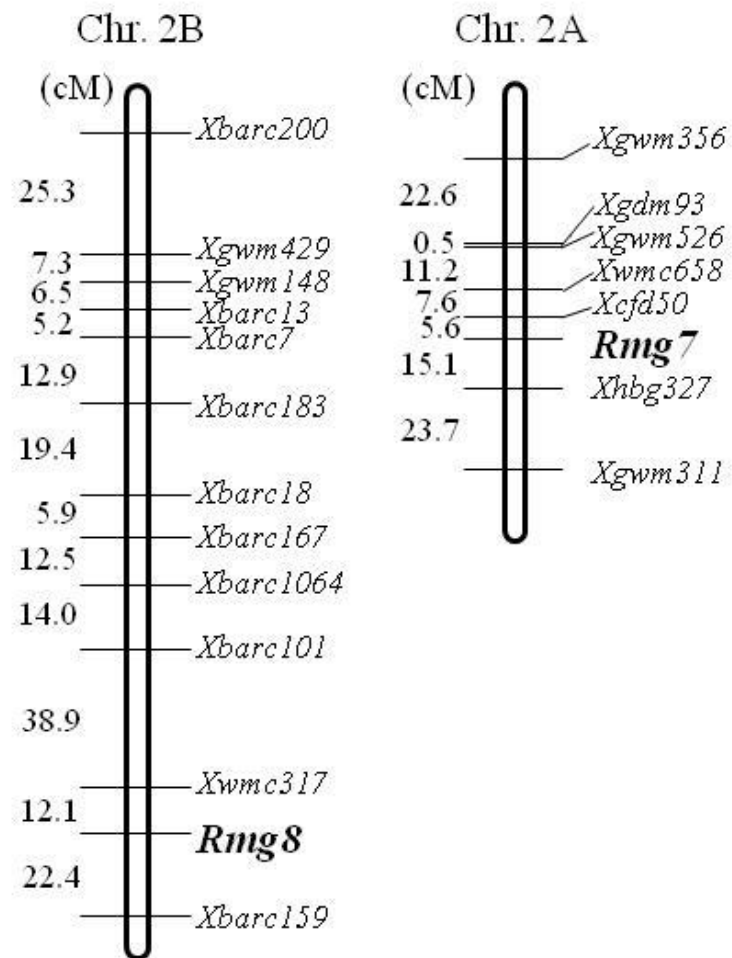 Chr. 2B
(cM)
Xbarc200
25.3
Xgwm429
7.3
Xgwm148
6.5
Xbarc13
5.2
Xbarc7
12.9
Xbarc183
19.4
Xbarc18
5.9
Xbarc167
12.5
Xbarc1064
14.0
Xbarc101
38.9
Xwmc317
12.1
Rmg8
22.4
Xbarc159
Chr. 2A
(cM)
Xgwm356
22.6
Xgdm93
0.5
Xgwm526
11.2
Xwmc658
7.6
Xcfd50
5.6
Rmg7
15.1
Xhbg327
23.7
Xgwm311